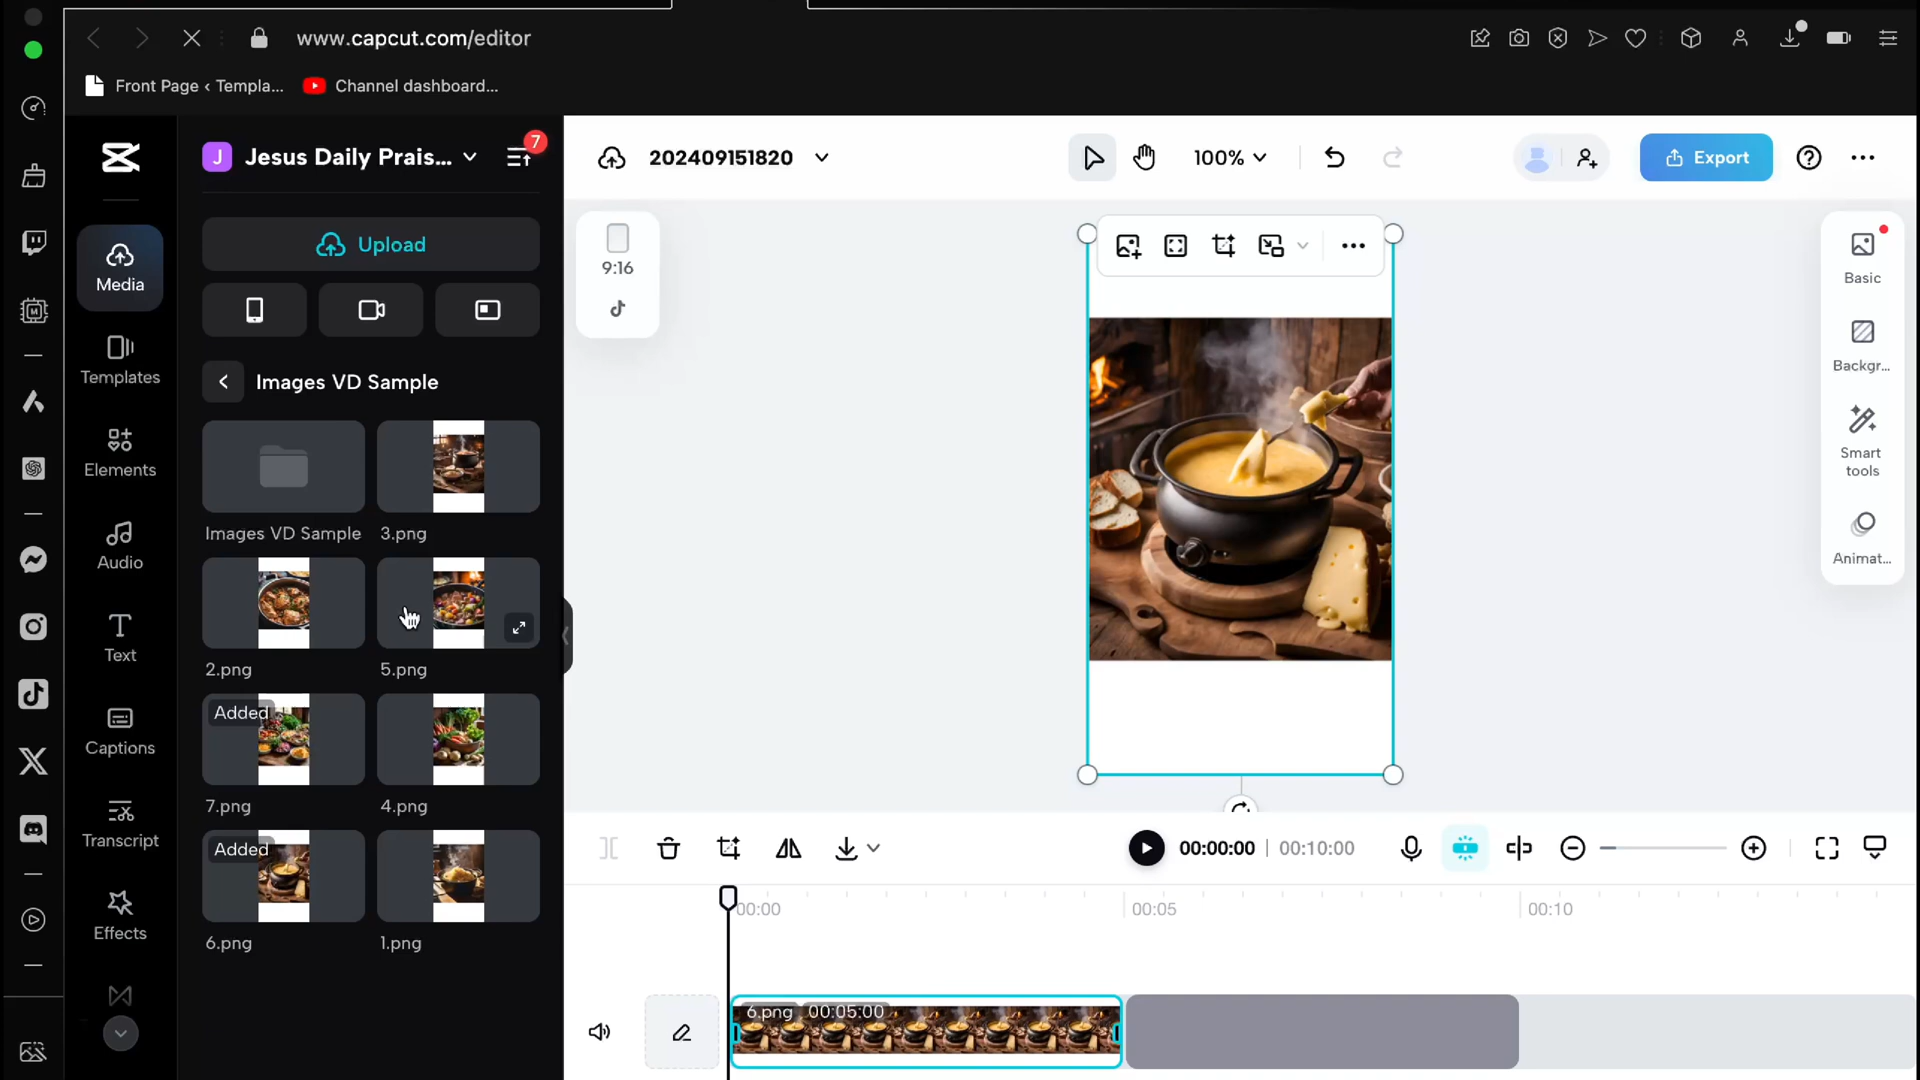 www.capcut.com/editor
Front Page ‹ Templa...
Channel dashboard...
J
Jesus Daily Prais...
7
202409151820
100%
Export
Upload
Media
Templates
Elements
Audio
Text
Captions
Transcript
Effects
Images VD Sample
Images VD Sample
3.png
2.png
5.png
Added
7.png
4.png
Added
6.png
1.png
9:16
Basic
Backgr...
Smart
tools
Animat...
00:00:00 | 00:10:00
00:00
00:05
00:10
6.png 00:05:00